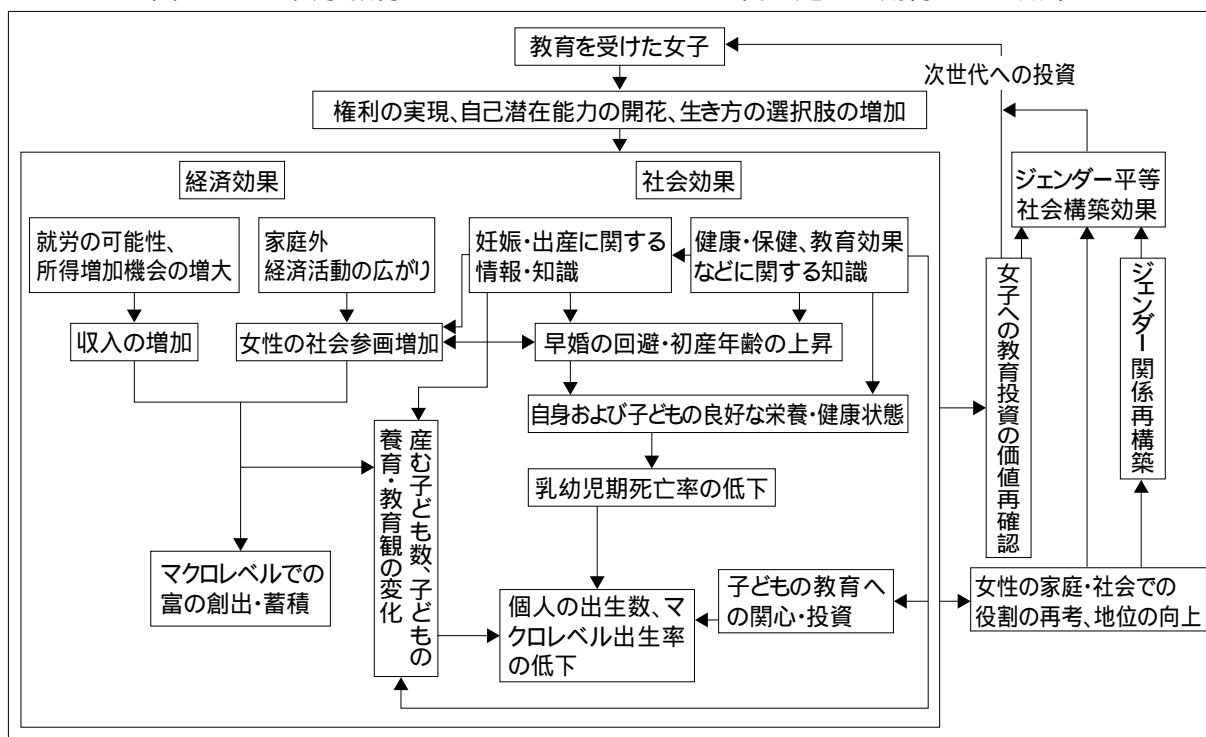 教育を受けた女子
次世代への投資
権利の実現、自己潜在能力の開花、生き方の選択肢の増加
経済効果
社会効果
ジェンダー平等
社会構築効果
就労の可能性、
所得増加機会の増大
家庭外
経済活動の広がり
妊娠・出産に関する
情報・知識
健康・保健、教育効果
などに関する知識
収入の増加
女性の社会参画増加
早婚の回避・初産年齢の上昇
女子への教育投資の価値再確認
ジェンダー関係再構築
自身および子どもの良好な栄養・健康状態
産む子ども数、子どもの
養育・教育観の変化
乳幼児期死亡率の低下
マクロレベルでの
富の創出・蓄積
個人の出生数、マ
クロレベル出生率
の低下
子どもの教育へ
の関心・投資
女性の家庭・社会での
役割の再考、地位の向上